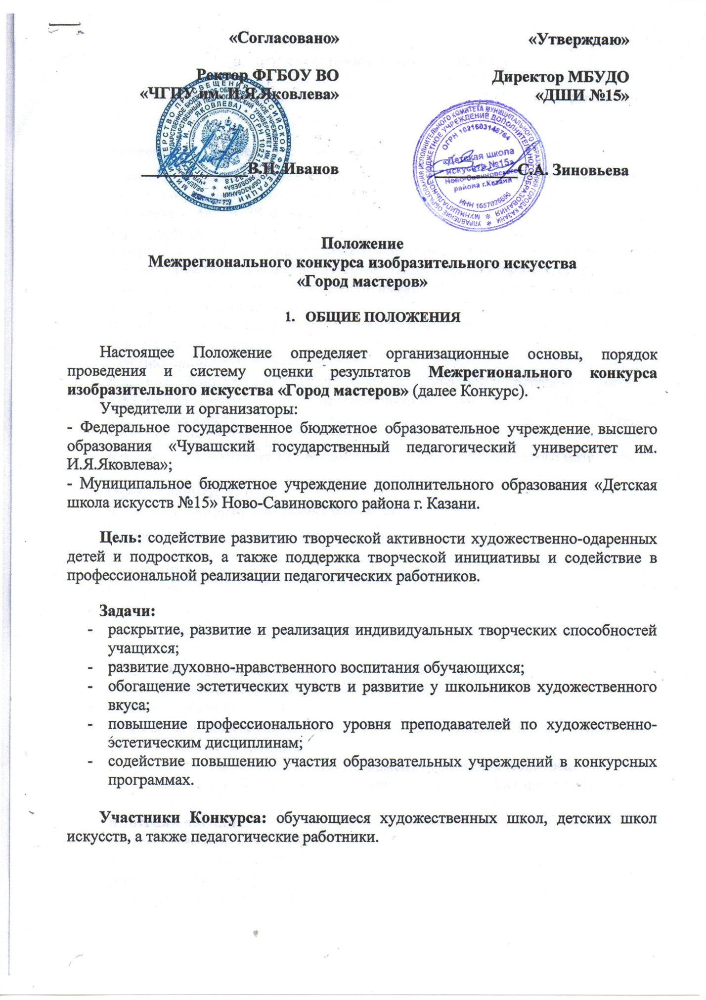 «Согласовано»
«Утверждаю»
Ректор ФГБОУ ВО
«ЧГПУ им. И.Я.Яковлева»
Директор МБУДО
«ДШИ №15»
В.Н. Иванов
С.А. Зиновьева
ОГРН 1021603148764
«Детская школа
искусств №15»
Ново-Савиновского
района г.Казани
Положение
Межрегионального конкурса изобразительного искусства
«Город мастеров»
1. ОБЩИЕ ПОЛОЖЕНИЯ
Настоящее Положение определяет организационные основы, порядок
проведения и систему оценки результатов Межрегионального конкурса
изобразительного искусства «Город мастеров» (далее Конкурс).
Учредители и организаторы:
- Федеральное государственное бюджетное образовательное учреждение высшего
образования «Чувашский государственный педагогический университет им.
И.Я.Яковлева»;
- Муниципальное бюджетное учреждение дополнительного образования «Детская
школа искусств №15» Ново-Савиновского района г. Казани.
Цель: содействие развитию творческой активности художественно-одаренных
детей и подростков, а также поддержка творческой инициативы и содействие в
профессиональной реализации педагогических работников.
Задачи:
- раскрытие, развитие и реализация индивидуальных творческих способностей
учащихся;
- развитие духовно-нравственного воспитания обучающихся;
- обогащение эстетических чувств и развитие у школьников художественного
вкуса;
- повышение профессионального уровня преподавателей по художественно-
эстетическим дисциплинам;
- содействие повышению участия образовательных учреждений в конкурсных
программах.
Участники Конкурса: обучающиеся художественных школ, детских школ
искусств, а также педагогические работники.